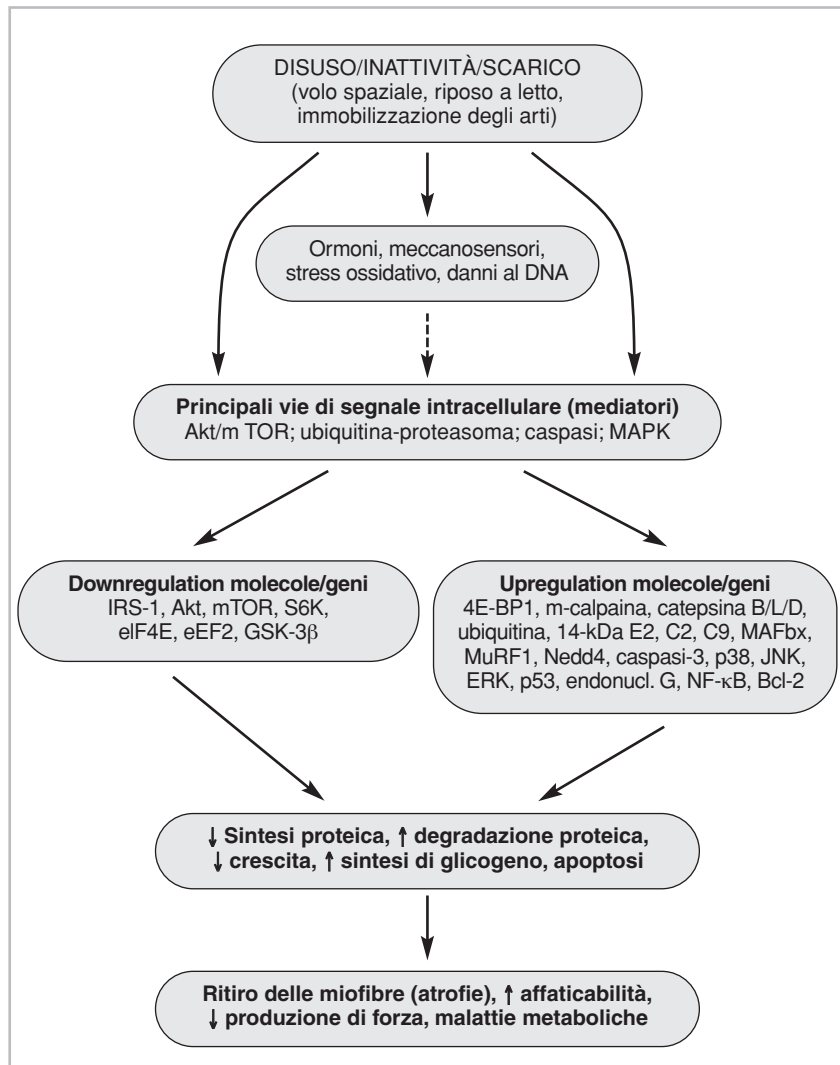 DISUSO/INATTIVITÀ/SCARICO
(volo spaziale, riposo a letto,
immobilizzazione degli arti)
Ormoni, meccanosensori,
stress ossidativo, danni al DNA
Principali vie di segnale intracellulare (mediatori)
Akt/m TOR; ubiquitina-proteasoma; caspasi; MAPK
Downregulation molecole/geni
IRS-1, Akt, mTOR, S6K,
eIF4E, eEF2, GSK-3β
Upregulation molecole/geni
4E-BP1, m-calpaina, catepsina B/L/D,
ubiquitina, 14-kDa E2, C2, C9, MAFbx,
MuRF1, Nedd4, caspasi-3, p38, JNK,
ERK, p53, endonucl. G, NF-κB, Bcl-2
↓ Sintesi proteica, ↑ degradazione proteica,
↓ crescita, ↑ sintesi di glicogeno, apoptosi
Ritiro delle miofibre (atrofie), ↑ affaticabilità,
↓ produzione di forza, malattie metaboliche